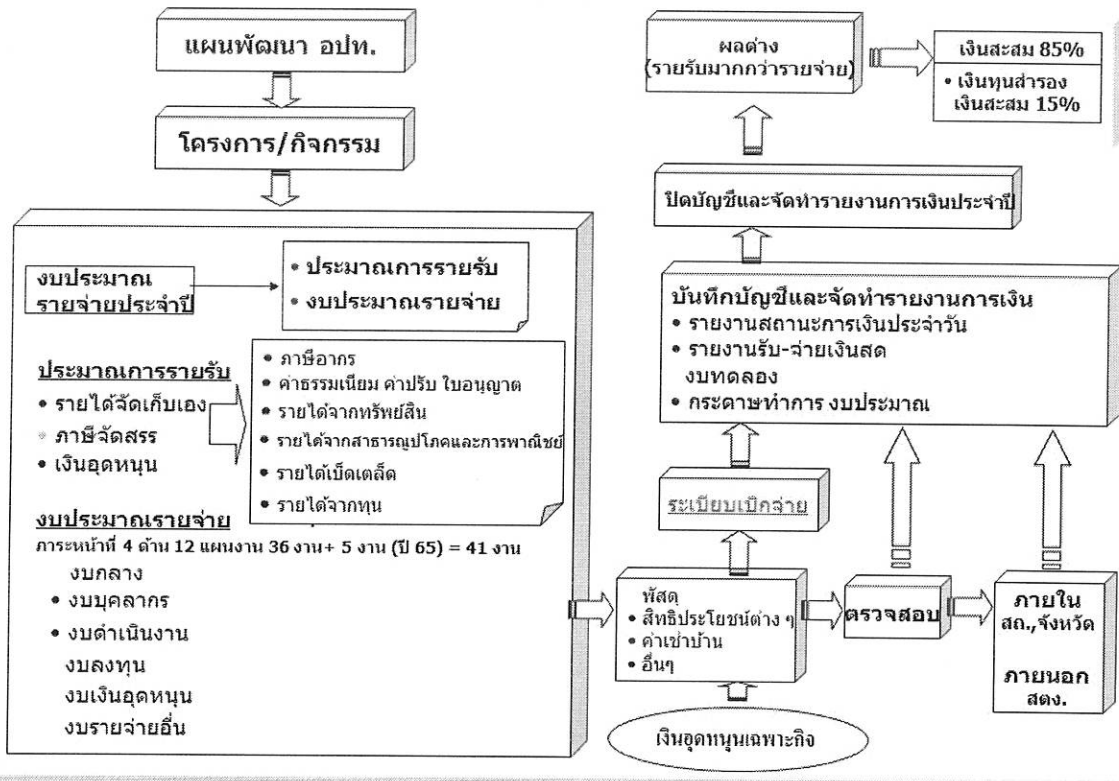 แผนพัฒนา อปท.
โครงการ/กิจกรรม
งบประมาณ
รายจ่ายประจำปี
• ประมาณการรายรับ
• งบประมาณรายจ่าย
ประมาณการรายรับ
• รายได้จัดเก็บเอง
• ภาษีจัดสรร
• เงินอุดหนุน
• ภาษีอากร
• ค่าธรรมเนียม ค่าปรับ ใบอนุญาต
• รายได้จากทรัพย์สิน
• รายได้จากสาธารณูปโภคและการพาณิชย์
• รายได้เบ็ดเตล็ด
• รายได้จากทุน
งบประมาณรายจ่าย
ภาระหน้าที่ 4 ด้าน 12 แผนงาน 36 งาน+ 5 งาน (ปี 65) = 41 งาน
งบกลาง
• งบบุคลากร
• งบดำเนินงาน
งบลงทุน
งบเงินอุดหนุน
งบรายจ่ายอื่น
พัสดุ
• สิทธิประโยชน์ต่าง ๆ
• ค่าเช่าบ้าน
• อื่นๆ
เงินอุดหนุนเฉพาะกิจ
ระเบียบเบิกจ่าย
ตรวจสอบ
ภายใน
สถ.,จังหวัด
ภายนอก
สตง.
บันทึกบัญชีและจัดทำรายงานการเงิน
• รายงานสถานะการเงินประจำวัน
• รายงานรับ-จ่ายเงินสด
งบทดลอง
• กระดาษทำการ งบประมาณ
ปิดบัญชีและจัดทำรายงานการเงินประจำปี
ผลต่าง
(รายรับมากกว่ารายจ่าย)
เงินสะสม 85%
• เงินทุนสำรอง
เงินสะสม 15%